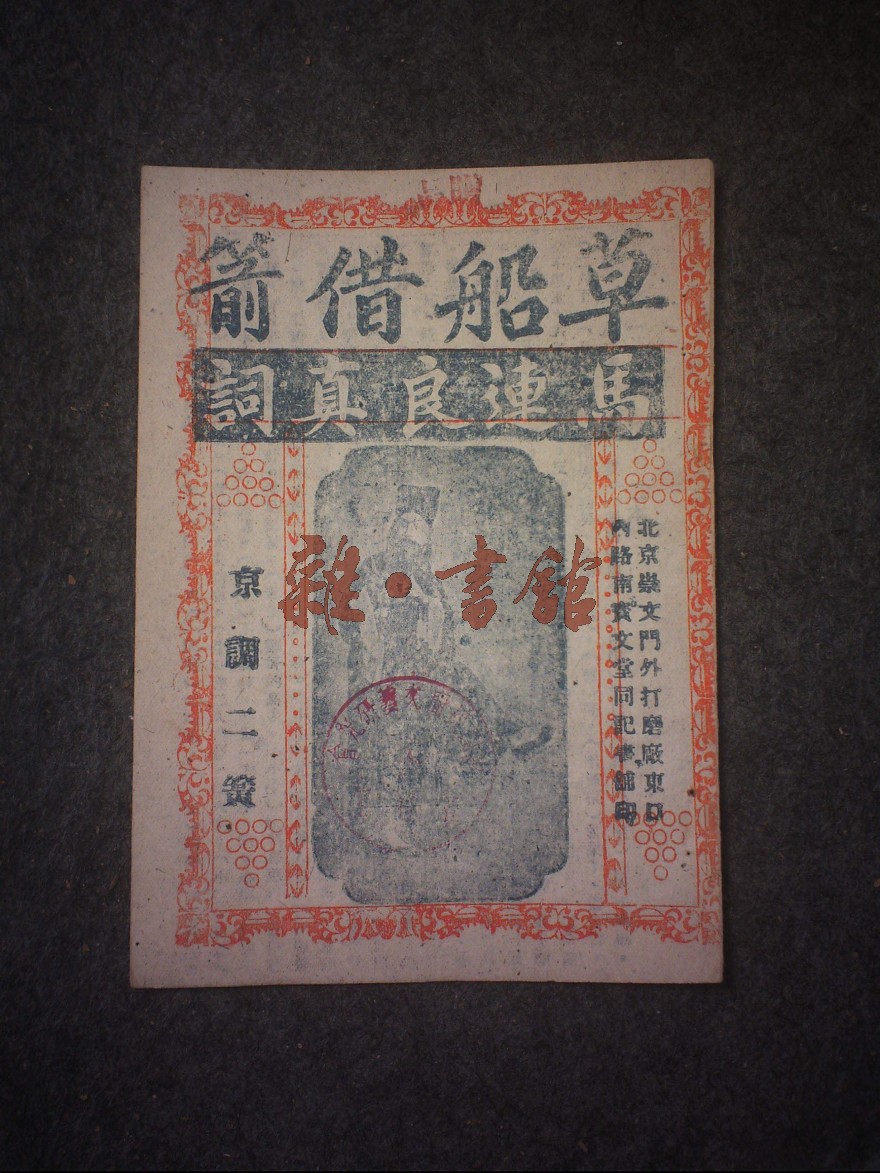 草船借箭
馬連良真詞
北京崇文門外打磨廠東口
內路南寶文堂同記書舖印
京調二簧
雜·書館